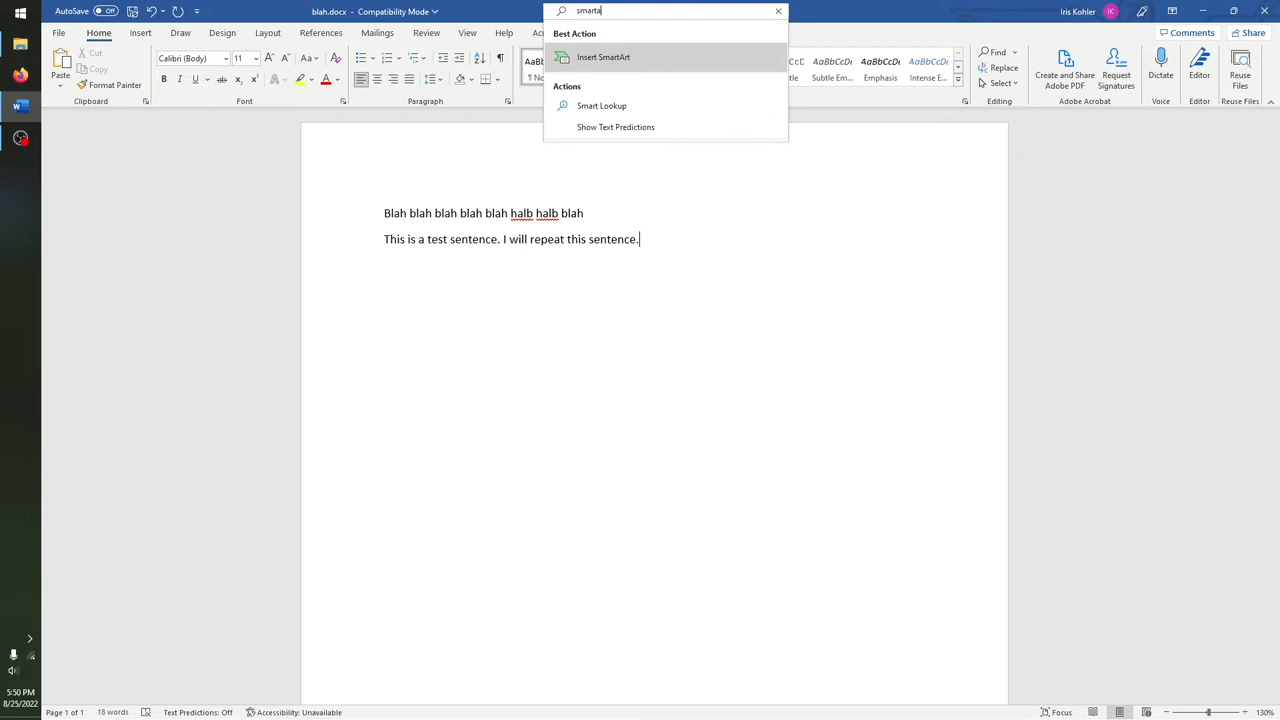 AutoSave Off blah.docx - Compatibility Mode smarta Iris Kohler IK
File Home Insert Draw Design Layout References Mailings Review View Help Comments Share
Best Action
Insert SmartArt
Actions
Smart Lookup
Show Text Predictions
Paste
Cut
Copy
Format Painter
Clipboard
Calibri (Body) 11
Font
Paragraph
AaBbCcDc AaBbCcDc AaBbCcDc
Subtle Em... Emphasis Intense E...
Find
Replace
Select
Editing
Create and Share
Adobe PDF
Request
Signatures
Adobe Acrobat
Dictate
Voice
Editor
Editor
Reuse
Files
Reuse Files
Blah blah blah blah blah halb halb blah
This is a test sentence. I will repeat this sentence.
5:50 PM
8/25/2022
Page 1 of 1 18 words Text Predictions: Off Accessibility: Unavailable Focus 130%